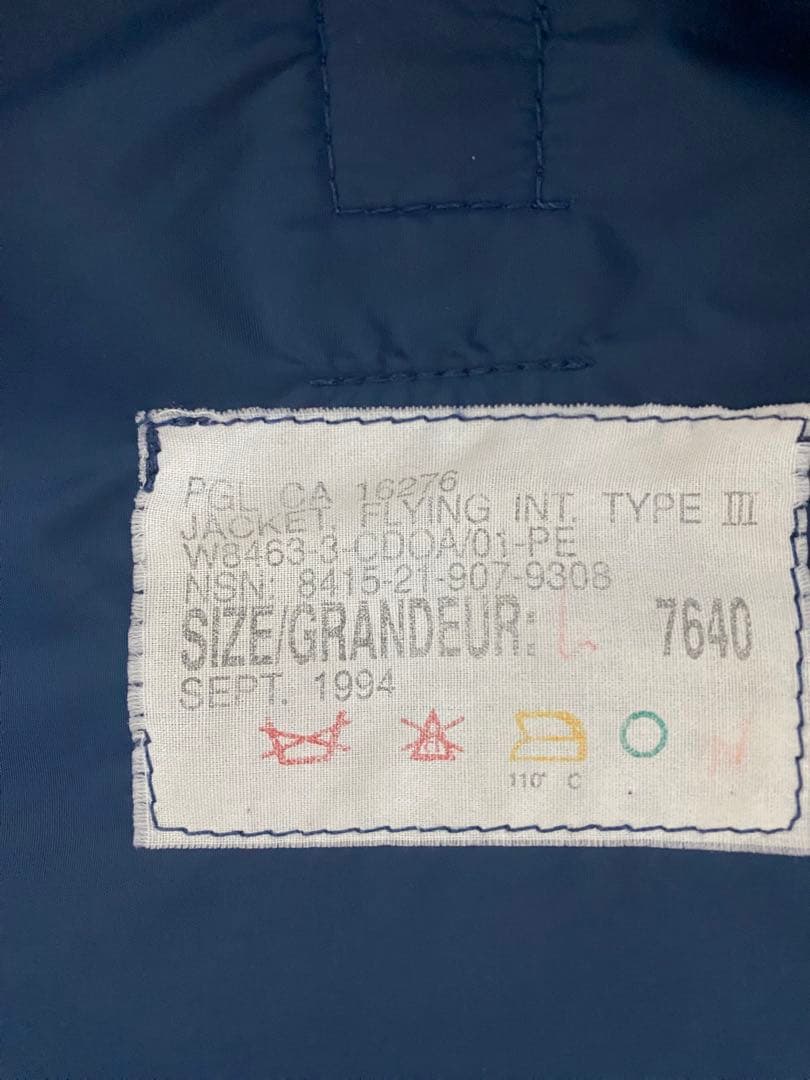 PGL CA 16276
JACKET, FLYING INT. TYPE III
W8463-3-ODOA/01-PE
NSN: 8415-21-907-9308
SIZE/GRANDEUR: L 7640
SEPT. 1994
110° C